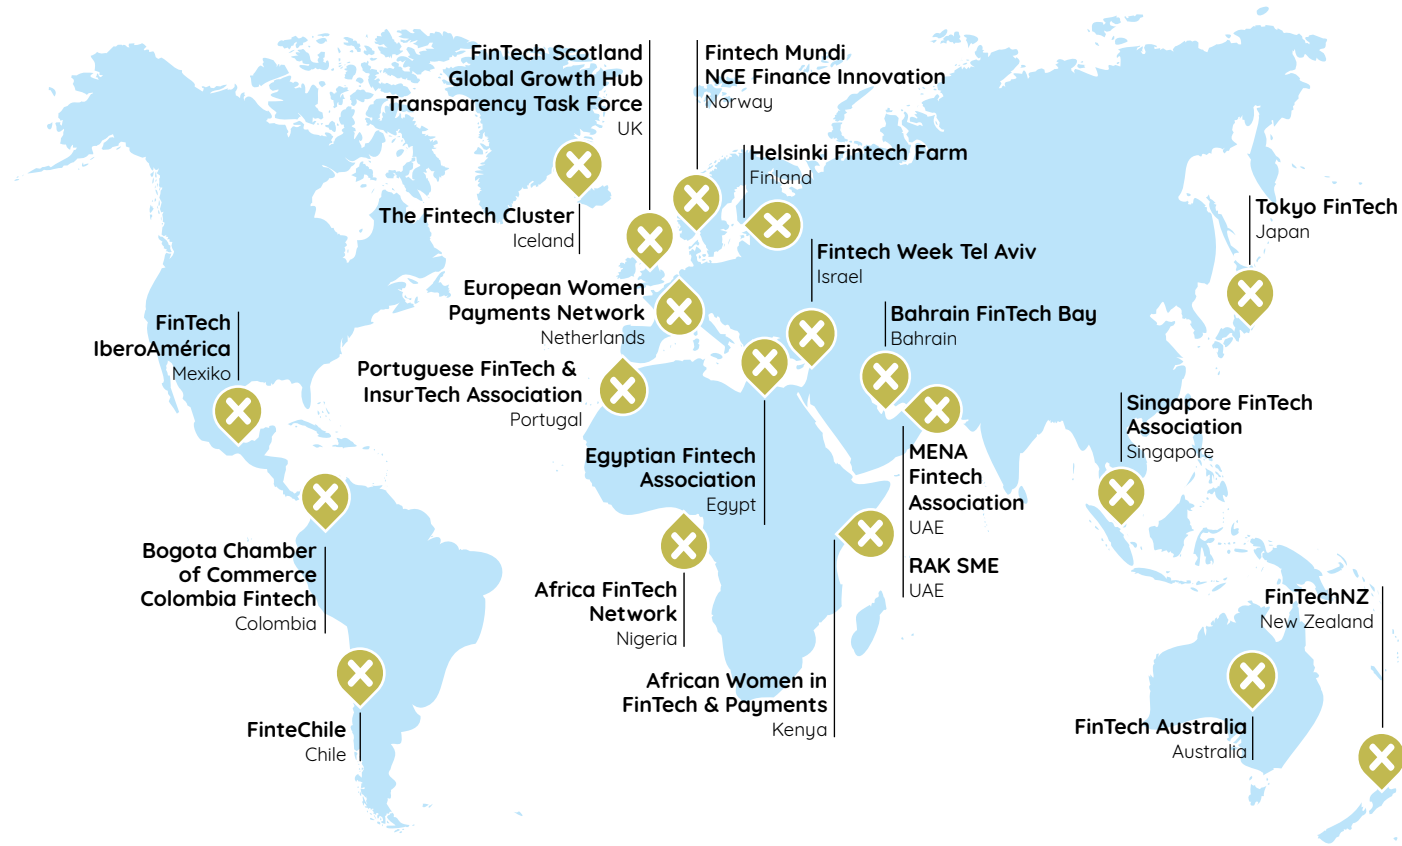 FinTech Scotland
Global Growth Hub
Transparency Task Force
UK
Fintech Mundi
NCE Finance Innovation
Norway
Helsinki Fintech Farm
Finland
The Fintech Cluster
Iceland
Tokyo FinTech
Japan
Fintech Week Tel Aviv
Israel
European Women
Payments Network
Netherlands
Bahrain FinTech Bay
Bahrain
FinTech
IberoAmérica
Mexiko
Portuguese FinTech &
InsurTech Association
Portugal
Singapore FinTech
Association
Singapore
Egyptian Fintech
Association
Egypt
MENA
Fintech
Association
UAE
RAK SME
UAE
Bogota Chamber
of Commerce
Colombia Fintech
Colombia
Africa FinTech
Network
Nigeria
FinTechNZ
New Zealand
African Women in
FinTech & Payments
Kenya
FinteChile
Chile
FinTech Australia
Australia